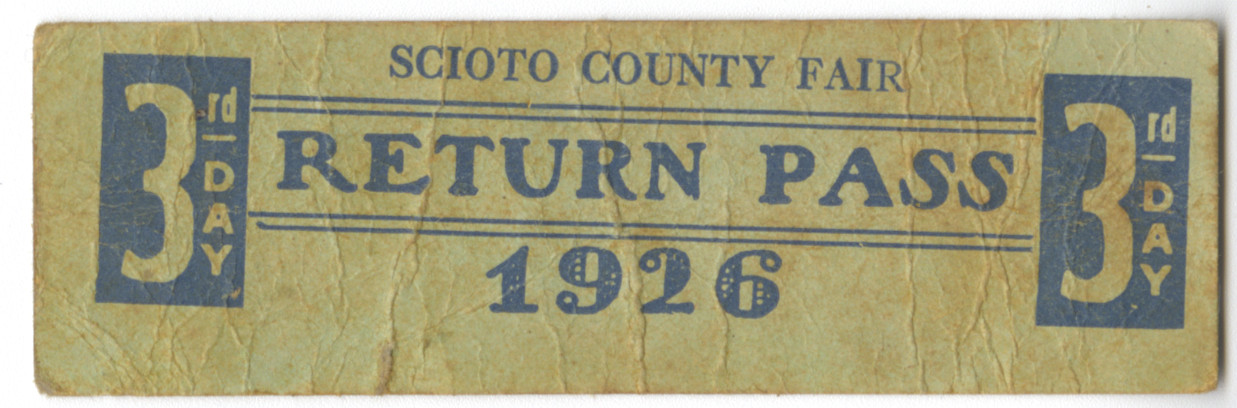 SCIOTO COUNTY FAIR
3rd DAY
RETURN PASS
3rd DAY
1926